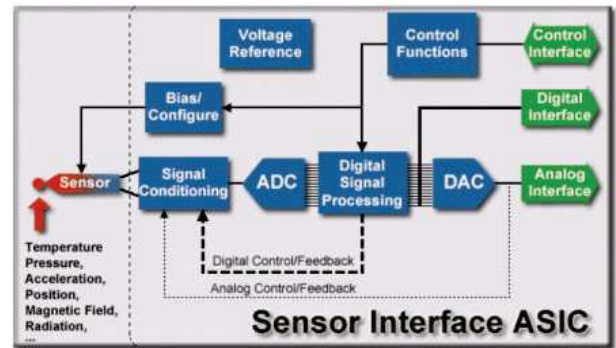 Voltage
Reference
Control
Functions
Control
Interface
Bias/
Configure
Digital
Interface
Sensor
Signal
Conditioning
ADC
Digital
Signal
Processing
DAC
Analog
Interface
Temperature
Pressure,
Acceleration,
Position,
Magnetic Field,
Radiation,
...
Digital Control/Feedback
Analog Control/Feedback
Sensor Interface ASIC